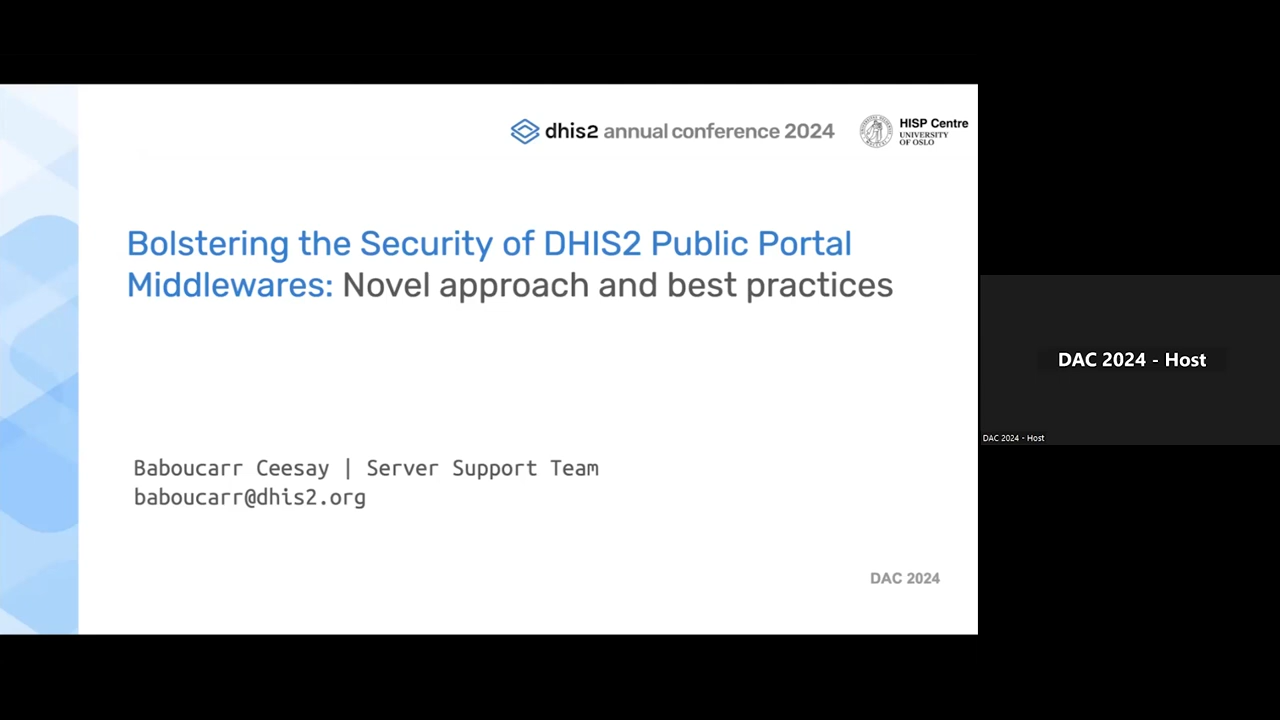 dhis2 annual conference 2024
HISP Centre
UNIVERSITY
OF OSLO
Bolstering the Security of DHIS2 Public Portal
Middlewares: Novel approach and best practices
DAC 2024 - Host
DAC 2024 - Host
Baboucarr Ceesay | Server Support Team
baboucarr@dhis2.org
DAC 2024